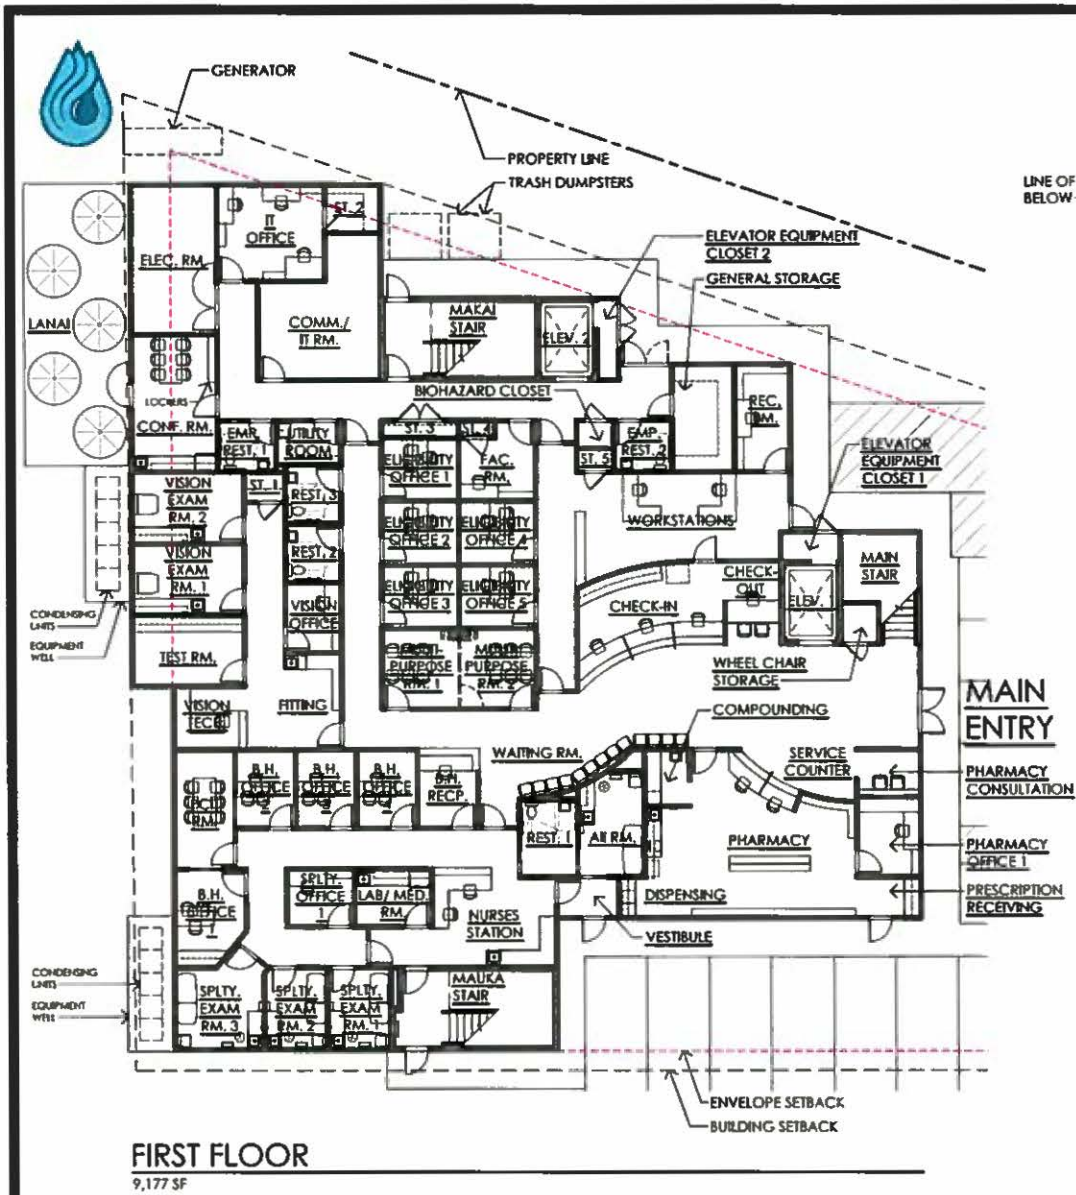 GENERATOR
PROPERTY LINE
TRASH DUMPSTERS
LINE OF
BELOW
ELEVATOR EQUIPMENT
CLOSET 2
GENERAL STORAGE
ST. 2
IT
OFFICE
ELEC. RM.
LANAI
COMM./
IT RM.
MAKAI
STAIR
ELEV. 2
LOCKERS
CONF. RM.
BIOHAZARD CLOSET
REC.
RM.
ELEVATOR
EQUIPMENT
CLOSET 1
EMP.
REST. 1
UTILITY
ROOM
ST. 3
ST. 4
ST. 5
EMP.
REST. 2
ELIGIBILITY
OFFICE 1
FAC.
RM.
ST. 1
REST. 3
VISION
EXAM
RM. 2
WORKSTATIONS
ELIGIBILITY
OFFICE 2
ELIGIBILITY
OFFICE 4
REST. 2
VISION
EXAM
RM. 1
MAIN
STAIR
CHECK-
OUT
CHECK-IN
ELEV.
ELIGIBILITY
OFFICE 3
ELIGIBILITY
OFFICE 5
VISION
OFFICE
CONDENSING
UNITS
EQUIPMENT
WELL
TEST RM.
MULTI-
PURPOSE
RM. 1
MULTI-
PURPOSE
RM. 2
WHEEL CHAIR
STORAGE
VISION
RECP.
FITTING
COMPOUNDING
MAIN
ENTRY
WAITING RM.
SERVICE
COUNTER
B.H.
OFFICE
B.H.
OFFICE
B.H.
OFFICE
B.H.
RECP.
PHARMACY
CONSULTATION
RM.
REST. 1
AII RM.
PHARMACY
PHARMACY
OFFICE 1
B.H.
OFFICE
SPLTY.
OFFICE
1
LAB/ MED.
RM.
NURSES
STATION
DISPENSING
PRESCRIPTION
RECEIVING
VESTIBULE
CONDENSING
UNITS
EQUIPMENT
WELL
SPLTY.
EXAM
RM. 3
SPLTY.
EXAM
RM. 2
SPLTY.
EXAM
RM. 1
MAUKA
STAIR
ENVELOPE SETBACK
BUILDING SETBACK
FIRST FLOOR
9,177 SF